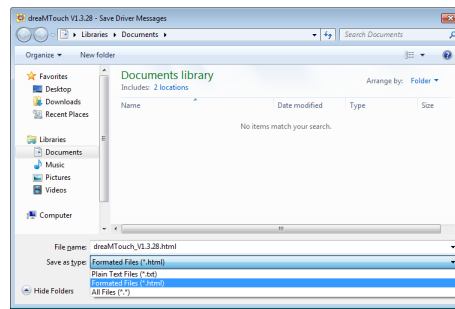 dreaMTouch V1.3.28 - Save Driver Messages
Libraries Documents
Search Documents
Organize New folder
Favorites
Desktop
Downloads
Recent Places
Libraries
Documents
Music
Pictures
Videos
Computer
Documents library
Includes: 2 locations
Arrange by: Folder
Name Date modified Type Size
No items match your search.
File name: dreaMTouch_V1.3.28.html
Save as type: Formated Files (*.html)
Plain Text Files (*.txt)
Formated Files (*.html)
All Files (*.*)
Hide Folders